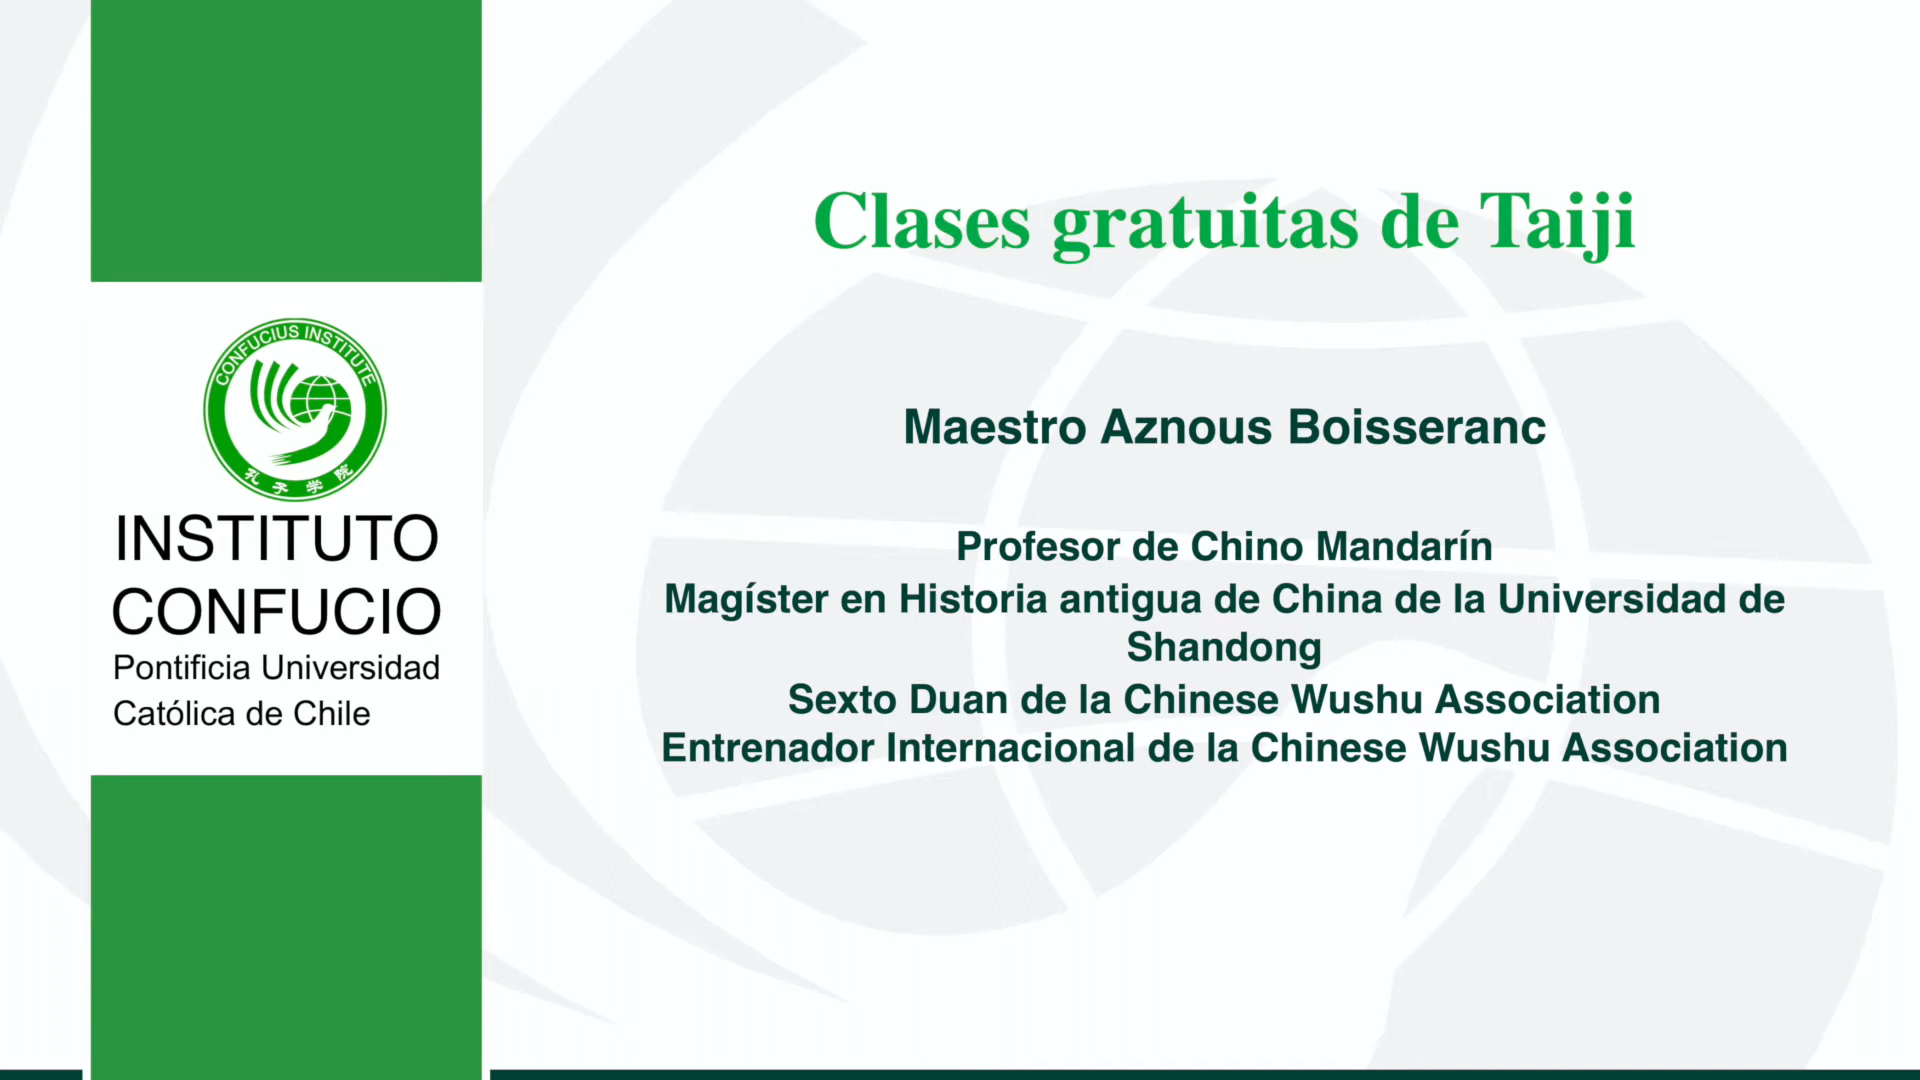 Clases gratuitas de Taiji
CONFUCIUS INSTITUTE
孔子学院
INSTITUTO
CONFUCIO
Pontificia Universidad
Católica de Chile
Maestro Aznous Boisseranc
Profesor de Chino Mandarín
Magíster en Historia antigua de China de la Universidad de
Shandong
Sexto Duan de la Chinese Wushu Association
Entrenador Internacional de la Chinese Wushu Association